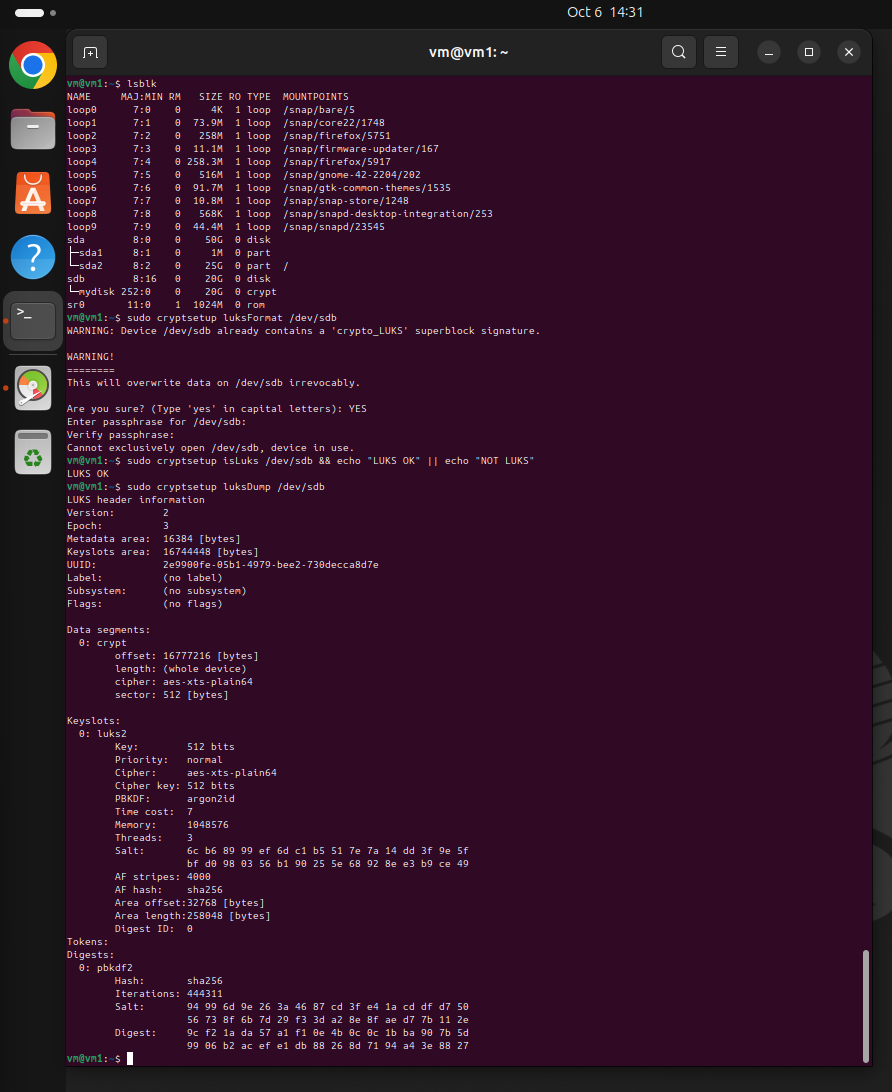 Oct 6 14:31
vm@vm1: ~
vm@vm1:~$ lsblk
NAME     MAJ:MIN RM   SIZE RO TYPE  MOUNTPOINTS
loop0      7:0    0     4K  1 loop  /snap/bare/5
loop1      7:1    0  73.9M  1 loop  /snap/core22/1748
loop2      7:2    0   258M  1 loop  /snap/firefox/5751
loop3      7:3    0  11.1M  1 loop  /snap/firmware-updater/167
loop4      7:4    0 258.3M  1 loop  /snap/firefox/5917
loop5      7:5    0   516M  1 loop  /snap/gnome-42-2204/202
loop6      7:6    0  91.7M  1 loop  /snap/gtk-common-themes/1535
loop7      7:7    0  10.8M  1 loop  /snap/snap-store/1248
loop8      7:8    0   568K  1 loop  /snap/snapd-desktop-integration/253
loop9      7:9    0  44.4M  1 loop  /snap/snapd/23545
sda        8:0    0    50G  0 disk
├─sda1     8:1    0     1M  0 part
└─sda2     8:2    0    25G  0 part  /
sdb        8:16   0    20G  0 disk
└─mydisk 252:0    0    20G  0 crypt
sr0       11:0    1  1024M  0 rom
vm@vm1:~$ sudo cryptsetup luksFormat /dev/sdb
WARNING: Device /dev/sdb already contains a 'crypto_LUKS' superblock signature.
WARNING!
========
This will overwrite data on /dev/sdb irrevocably.
Are you sure? (Type 'yes' in capital letters): YES
Enter passphrase for /dev/sdb:
Verify passphrase:
Cannot exclusively open /dev/sdb, device in use.
vm@vm1:~$ sudo cryptsetup isLuks /dev/sdb && echo "LUKS OK" || echo "NOT LUKS"
LUKS OK
vm@vm1:~$ sudo cryptsetup luksDump /dev/sdb
LUKS header information
Version:        2
Epoch:          3
Metadata area:  16384 [bytes]
Keyslots area:  16744448 [bytes]
UUID:           2e9900fe-05b1-4979-bee2-730decca8d7e
Label:          (no label)
Subsystem:      (no subsystem)
Flags:          (no flags)
Data segments:
  0: crypt
        offset: 16777216 [bytes]
        length: (whole device)
        cipher: aes-xts-plain64
        sector: 512 [bytes]
Keyslots:
  0: luks2
        Key:        512 bits
        Priority:   normal
        Cipher:     aes-xts-plain64
        Cipher key: 512 bits
        PBKDF:      argon2id
        Time cost:  7
        Memory:     1048576
        Threads:    3
        Salt:       6c b6 89 99 ef 6d c1 b5 51 7e 7a 14 dd 3f 9e 5f
                    bf d0 98 03 56 b1 90 25 5e 68 92 8e e3 b9 ce 49
        AF stripes: 4000
        AF hash:    sha256
        Area offset:32768 [bytes]
        Area length:258048 [bytes]
        Digest ID:  0
Tokens:
Digests:
  0: pbkdf2
        Hash:       sha256
        Iterations: 444311
        Salt:       94 99 6d 9e 26 3a 46 87 cd 3f e4 1a cd df d7 50
                    56 73 8f 6b 7d 29 f3 3d a2 8e 8f ae d7 7b 11 2e
        Digest:     9c f2 1a da 57 a1 f1 0e 4b 0c 0c 1b ba 90 7b 5d
                    99 06 b2 ac ef e1 db 88 26 8d 71 94 a4 3e 88 27
vm@vm1:~$